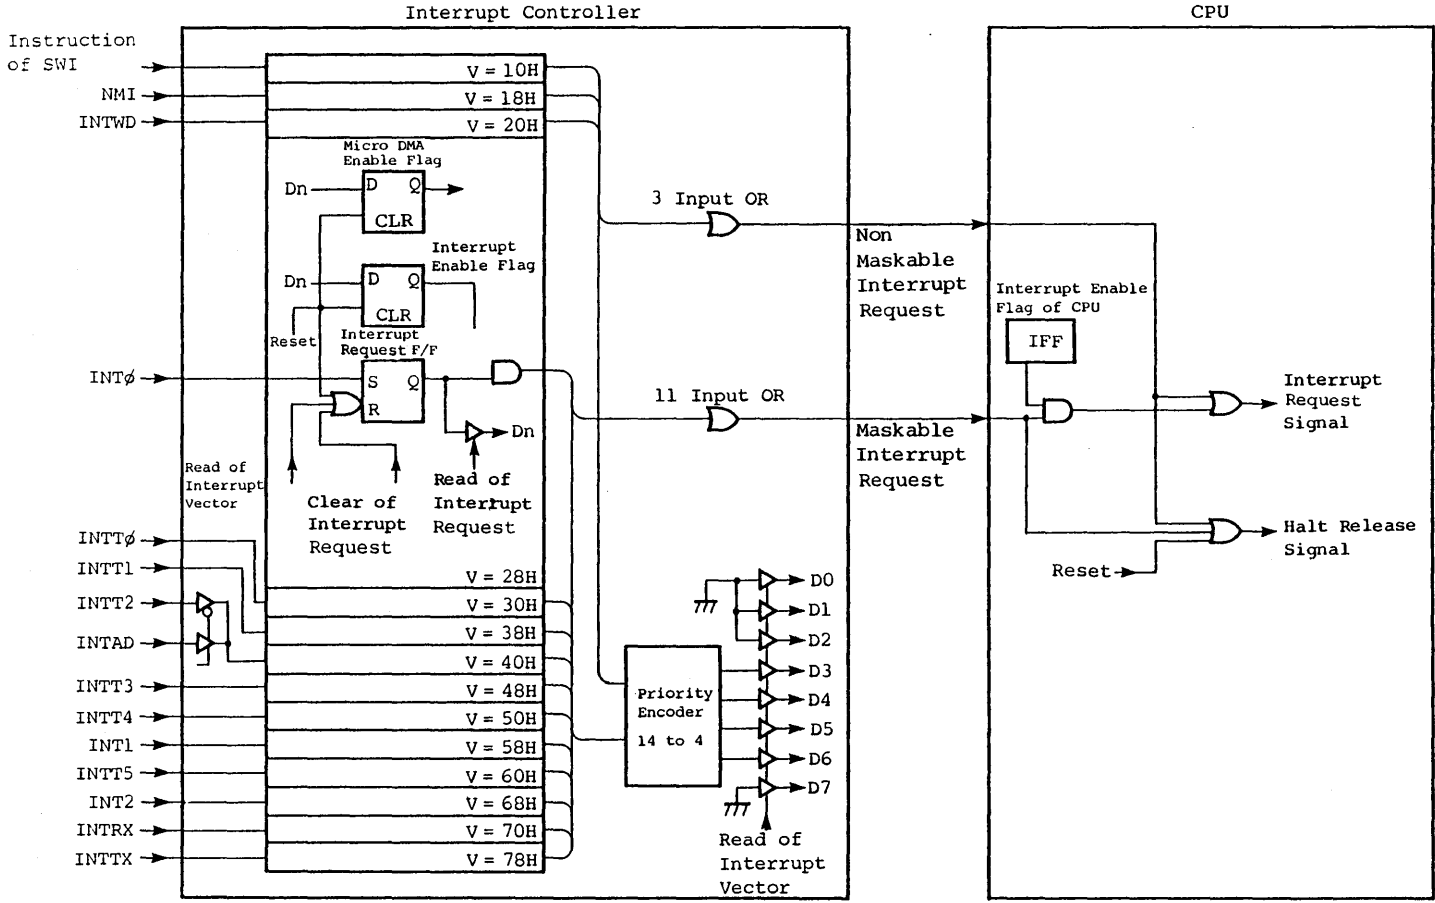 Interrupt Controller
CPU
Instruction
of SWI
NMI
INTWD
V = 10H
V = 18H
V = 20H
Micro DMA
Enable Flag
Dn
D
Q
CLR
Interrupt
Enable Flag
Dn
D
Q
CLR
Reset
Interrupt
Request F/F
INTØ
S
Q
R
Dn
Read of
Interrupt
Vector
Clear of
Interrupt
Request
Read of
Interrupt
Request
3 Input OR
11 Input OR
Non
Maskable
Interrupt
Request
Maskable
Interrupt
Request
Interrupt Enable
Flag of CPU
IFF
Interrupt
Request
Signal
Halt Release
Signal
Reset
INTTØ
INTT1
INTT2
INTAD
INTT3
INTT4
INT1
INTT5
INT2
INTRX
INTTX
V = 28H
V = 30H
V = 38H
V = 40H
V = 48H
V = 50H
V = 58H
V = 60H
V = 68H
V = 70H
V = 78H
Priority
Encoder
14 to 4
D0
D1
D2
D3
D4
D5
D6
D7
Read of
Interrupt
Vector